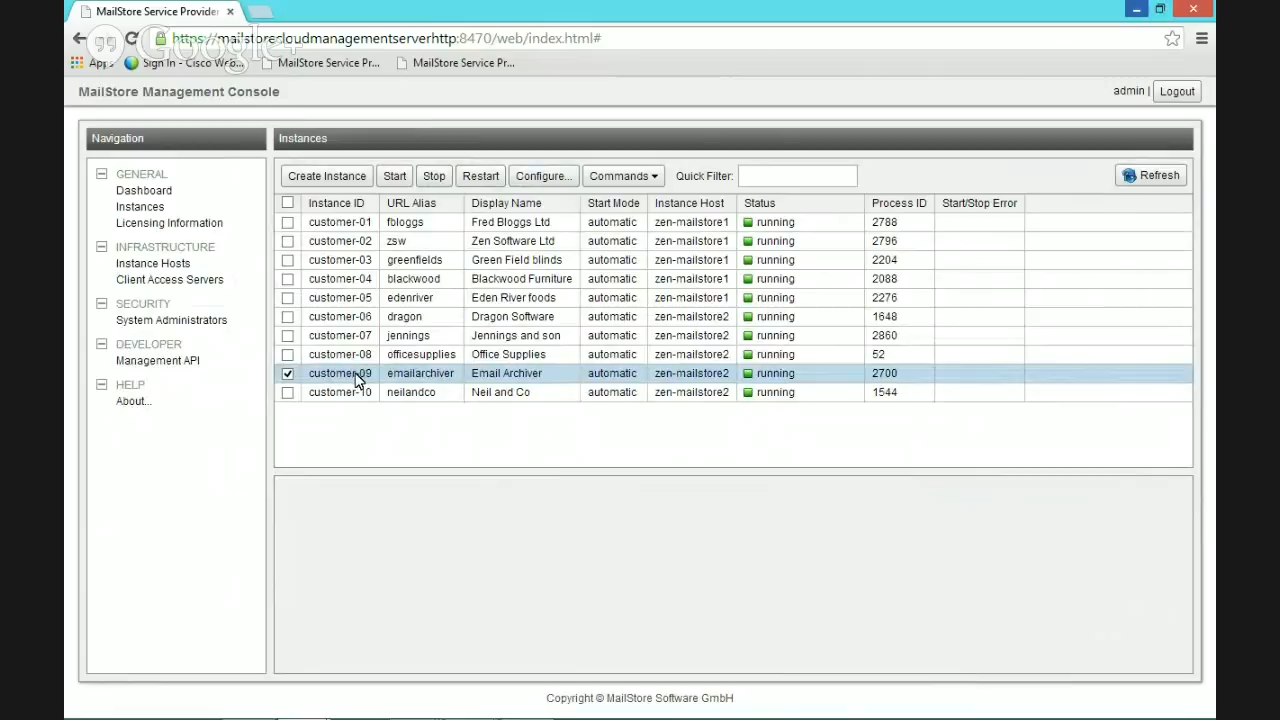 MailStore Service Provider
https://mailstorecloudmanagementserverhttp:8470/web/index.html#
Google+
Apps Sign In - Cisco Web... MailStore Service Pr... MailStore Service Pr...
MailStore Management Console admin | Logout
Navigation
GENERAL
Dashboard
Instances
Licensing Information
INFRASTRUCTURE
Instance Hosts
Client Access Servers
SECURITY
System Administrators
DEVELOPER
Management API
HELP
About...
Instances
Create Instance Start Stop Restart Configure... Commands Quick Filter: Refresh
Instance ID URL Alias Display Name Start Mode Instance Host Status Process ID Start/Stop Error
customer-01 fbloggs Fred Bloggs Ltd automatic zen-mailstore1 running 2788
customer-02 zsw Zen Software Ltd automatic zen-mailstore1 running 2796
customer-03 greenfields Green Field blinds automatic zen-mailstore1 running 2204
customer-04 blackwood Blackwood Furniture automatic zen-mailstore1 running 2088
customer-05 edenriver Eden River foods automatic zen-mailstore1 running 2276
customer-06 dragon Dragon Software automatic zen-mailstore2 running 1648
customer-07 jennings Jennings and son automatic zen-mailstore2 running 2860
customer-08 officesupplies Office Supplies automatic zen-mailstore2 running 52
customer-09 emailarchiver Email Archiver automatic zen-mailstore2 running 2700
customer-10 neilandco Neil and Co automatic zen-mailstore2 running 1544
Copyright © MailStore Software GmbH